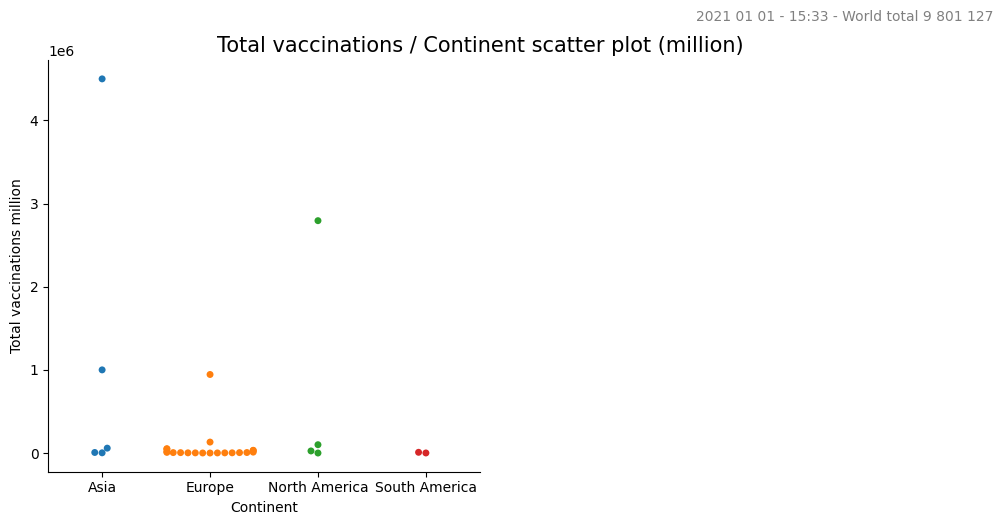 2021 01 01 - 15:33 - World total 9 801 127
Total vaccinations / Continent scatter plot (million)
1e6
Total vaccinations million
4
3
2
1
0
Asia Europe North America South America
Continent